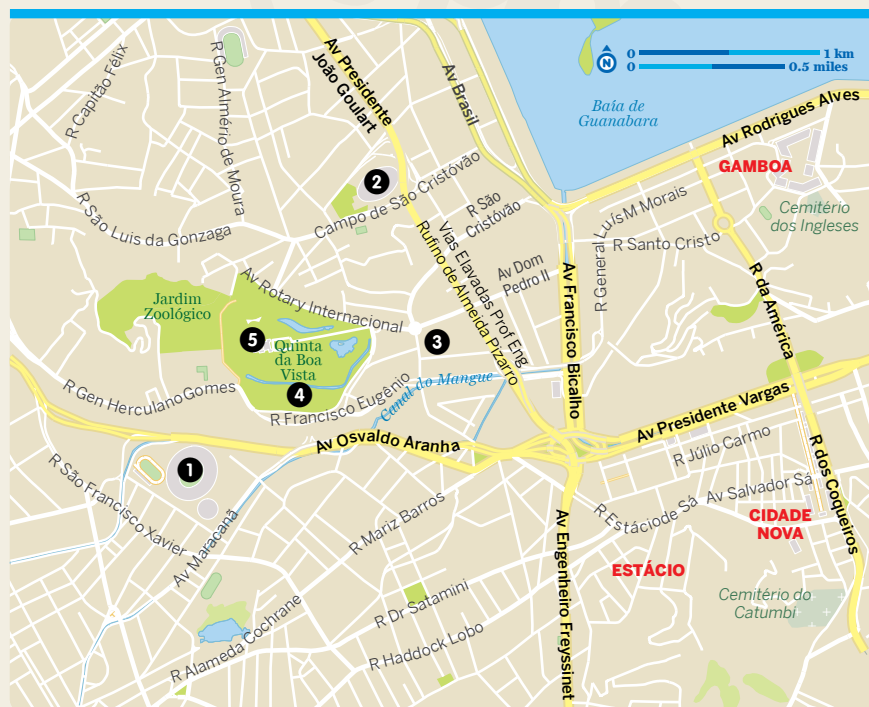 0 1 km
N
0 0.5 miles
Baía de
Guanabara
Av Presidente
João Goulart
Av Brasil
R Gen Almério de Moura
R Capitão Félix
Av Rodrigues Alves
GAMBOA
2
Campo de São Cristóvão
R São
Cristóvão
R São Luis da Gonzaga
Cemitério
dos Ingleses
R General Luís M Morais
R Santo Cristo
Vias Elavadas Prof Eng
Rufino de Almeida Pizarro
Av Dom
Pedro II
Av Francisco Bicalho
R da América
Av Rotary Internacional
Jardim
Zoológico
5
3
Quinta
da Boa
Vista
4
R Gen HerculanoGomes
R Francisco Eugênio
Canal do Mangue
Av Osvaldo Aranha
Av Presidente Vargas
R Júlio Carmo
R dos Coqueiros
1
R São Francisco Xavier
Av Maracanã
R Mariz Barros
R Estáciode Sá
Av Salvador Sá
CIDADE
NOVA
ESTÁCIO
Av Engenheiro Freyssinet
Cemitério do
Catumbi
R Dr Satamini
R Alameda Cochrane
R Haddock Lobo